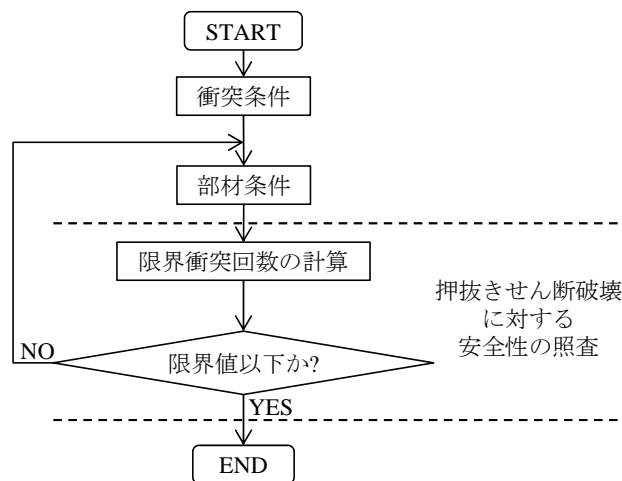 START
衝突条件
部材条件
限界衝突回数の計算
押抜きせん断破壊
に対する
安全性の照査
NO
限界値以下か?
YES
END